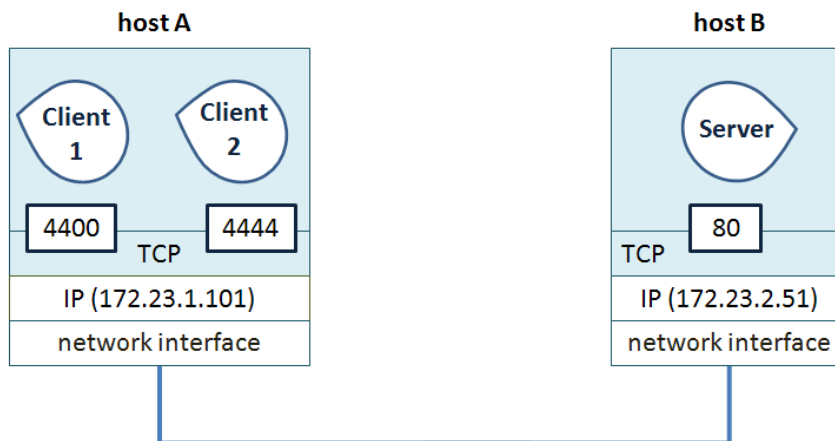 host A
host B
Client
1
Client
2
Server
4400
4444
80
TCP
TCP
IP (172.23.1.101)
IP (172.23.2.51)
network interface
network interface